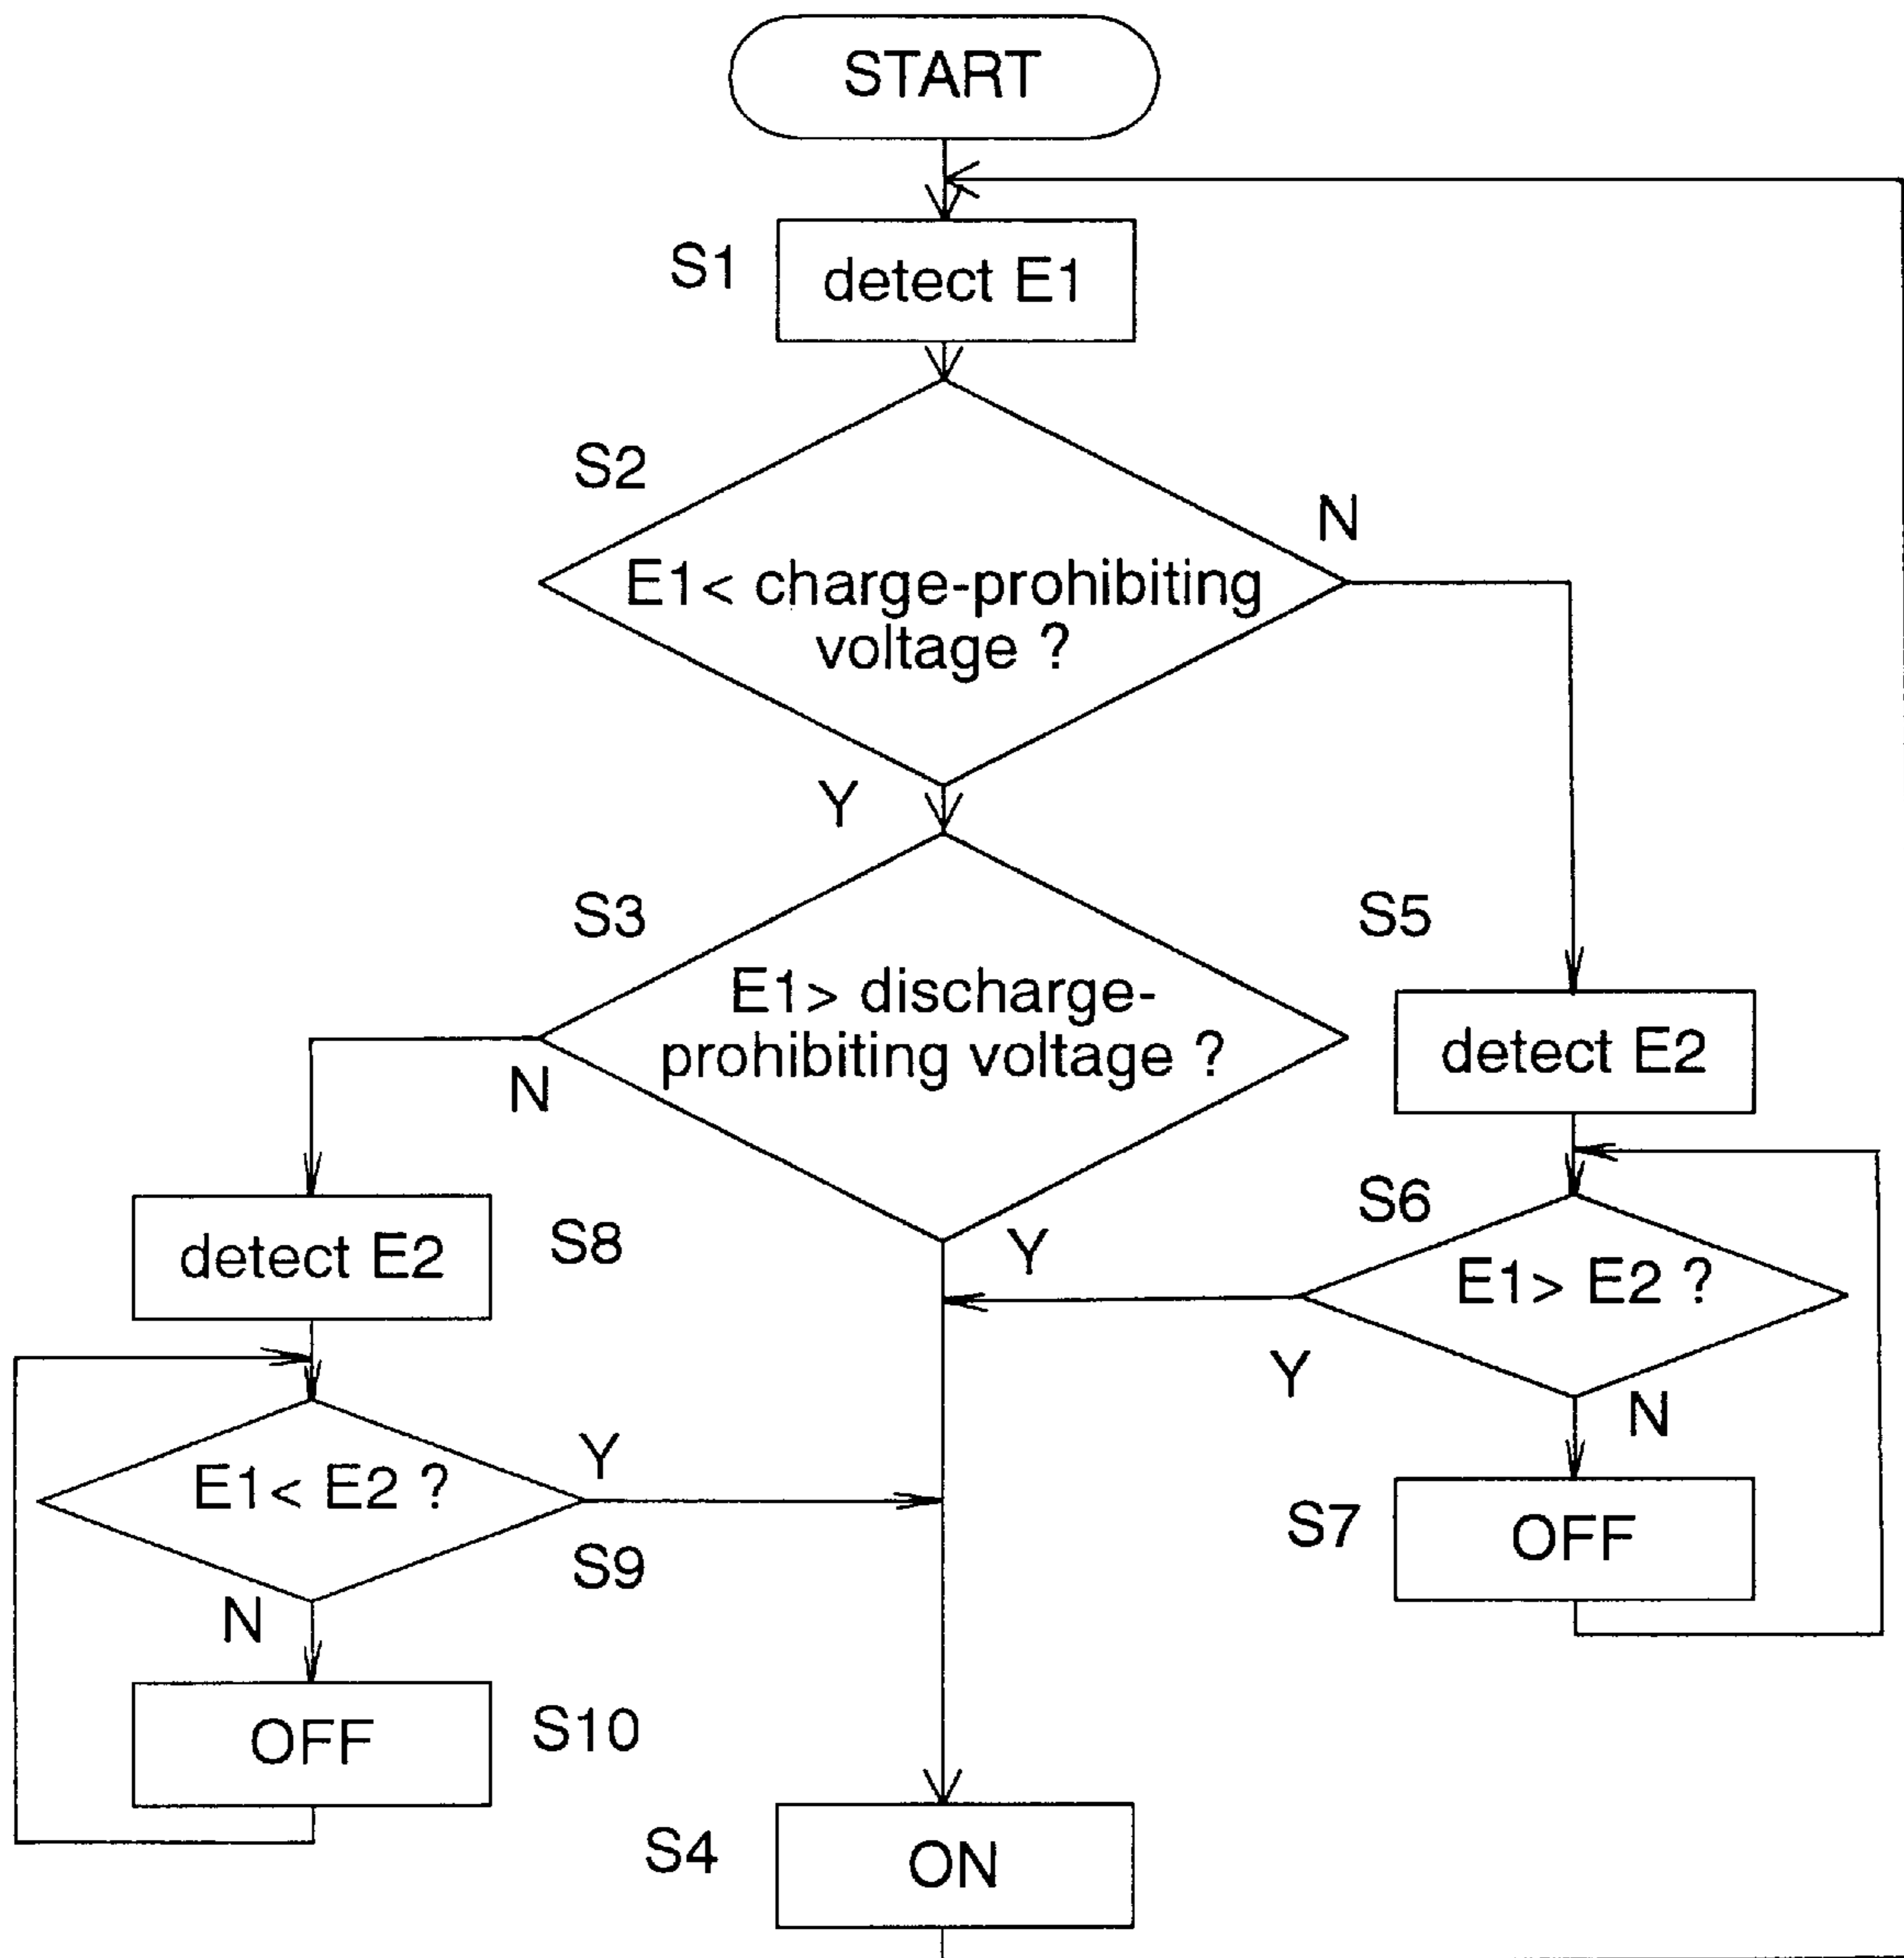 START
S1
detect E1
S2
N
E1< charge-prohibiting
voltage ?
Y
S3
S5
E1> discharge-
prohibiting voltage ?
detect E2
N
S6
S8
Y
detect E2
E1> E2 ?
Y
N
Y
E1< E2 ?
S7
OFF
S9
N
S10
OFF
S4
ON